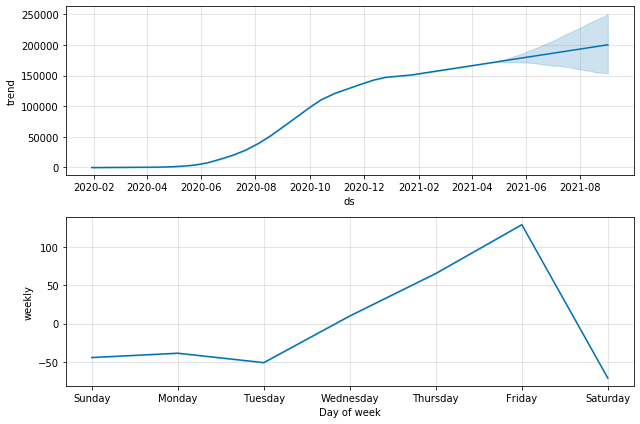 250000
200000
150000
100000
50000
0
trend
2020-02 2020-04 2020-06 2020-08 2020-10 2020-12 2021-02 2021-04 2021-06 2021-08
ds
100
50
0
−50
weekly
Sunday Monday Tuesday Wednesday Thursday Friday Saturday
Day of week